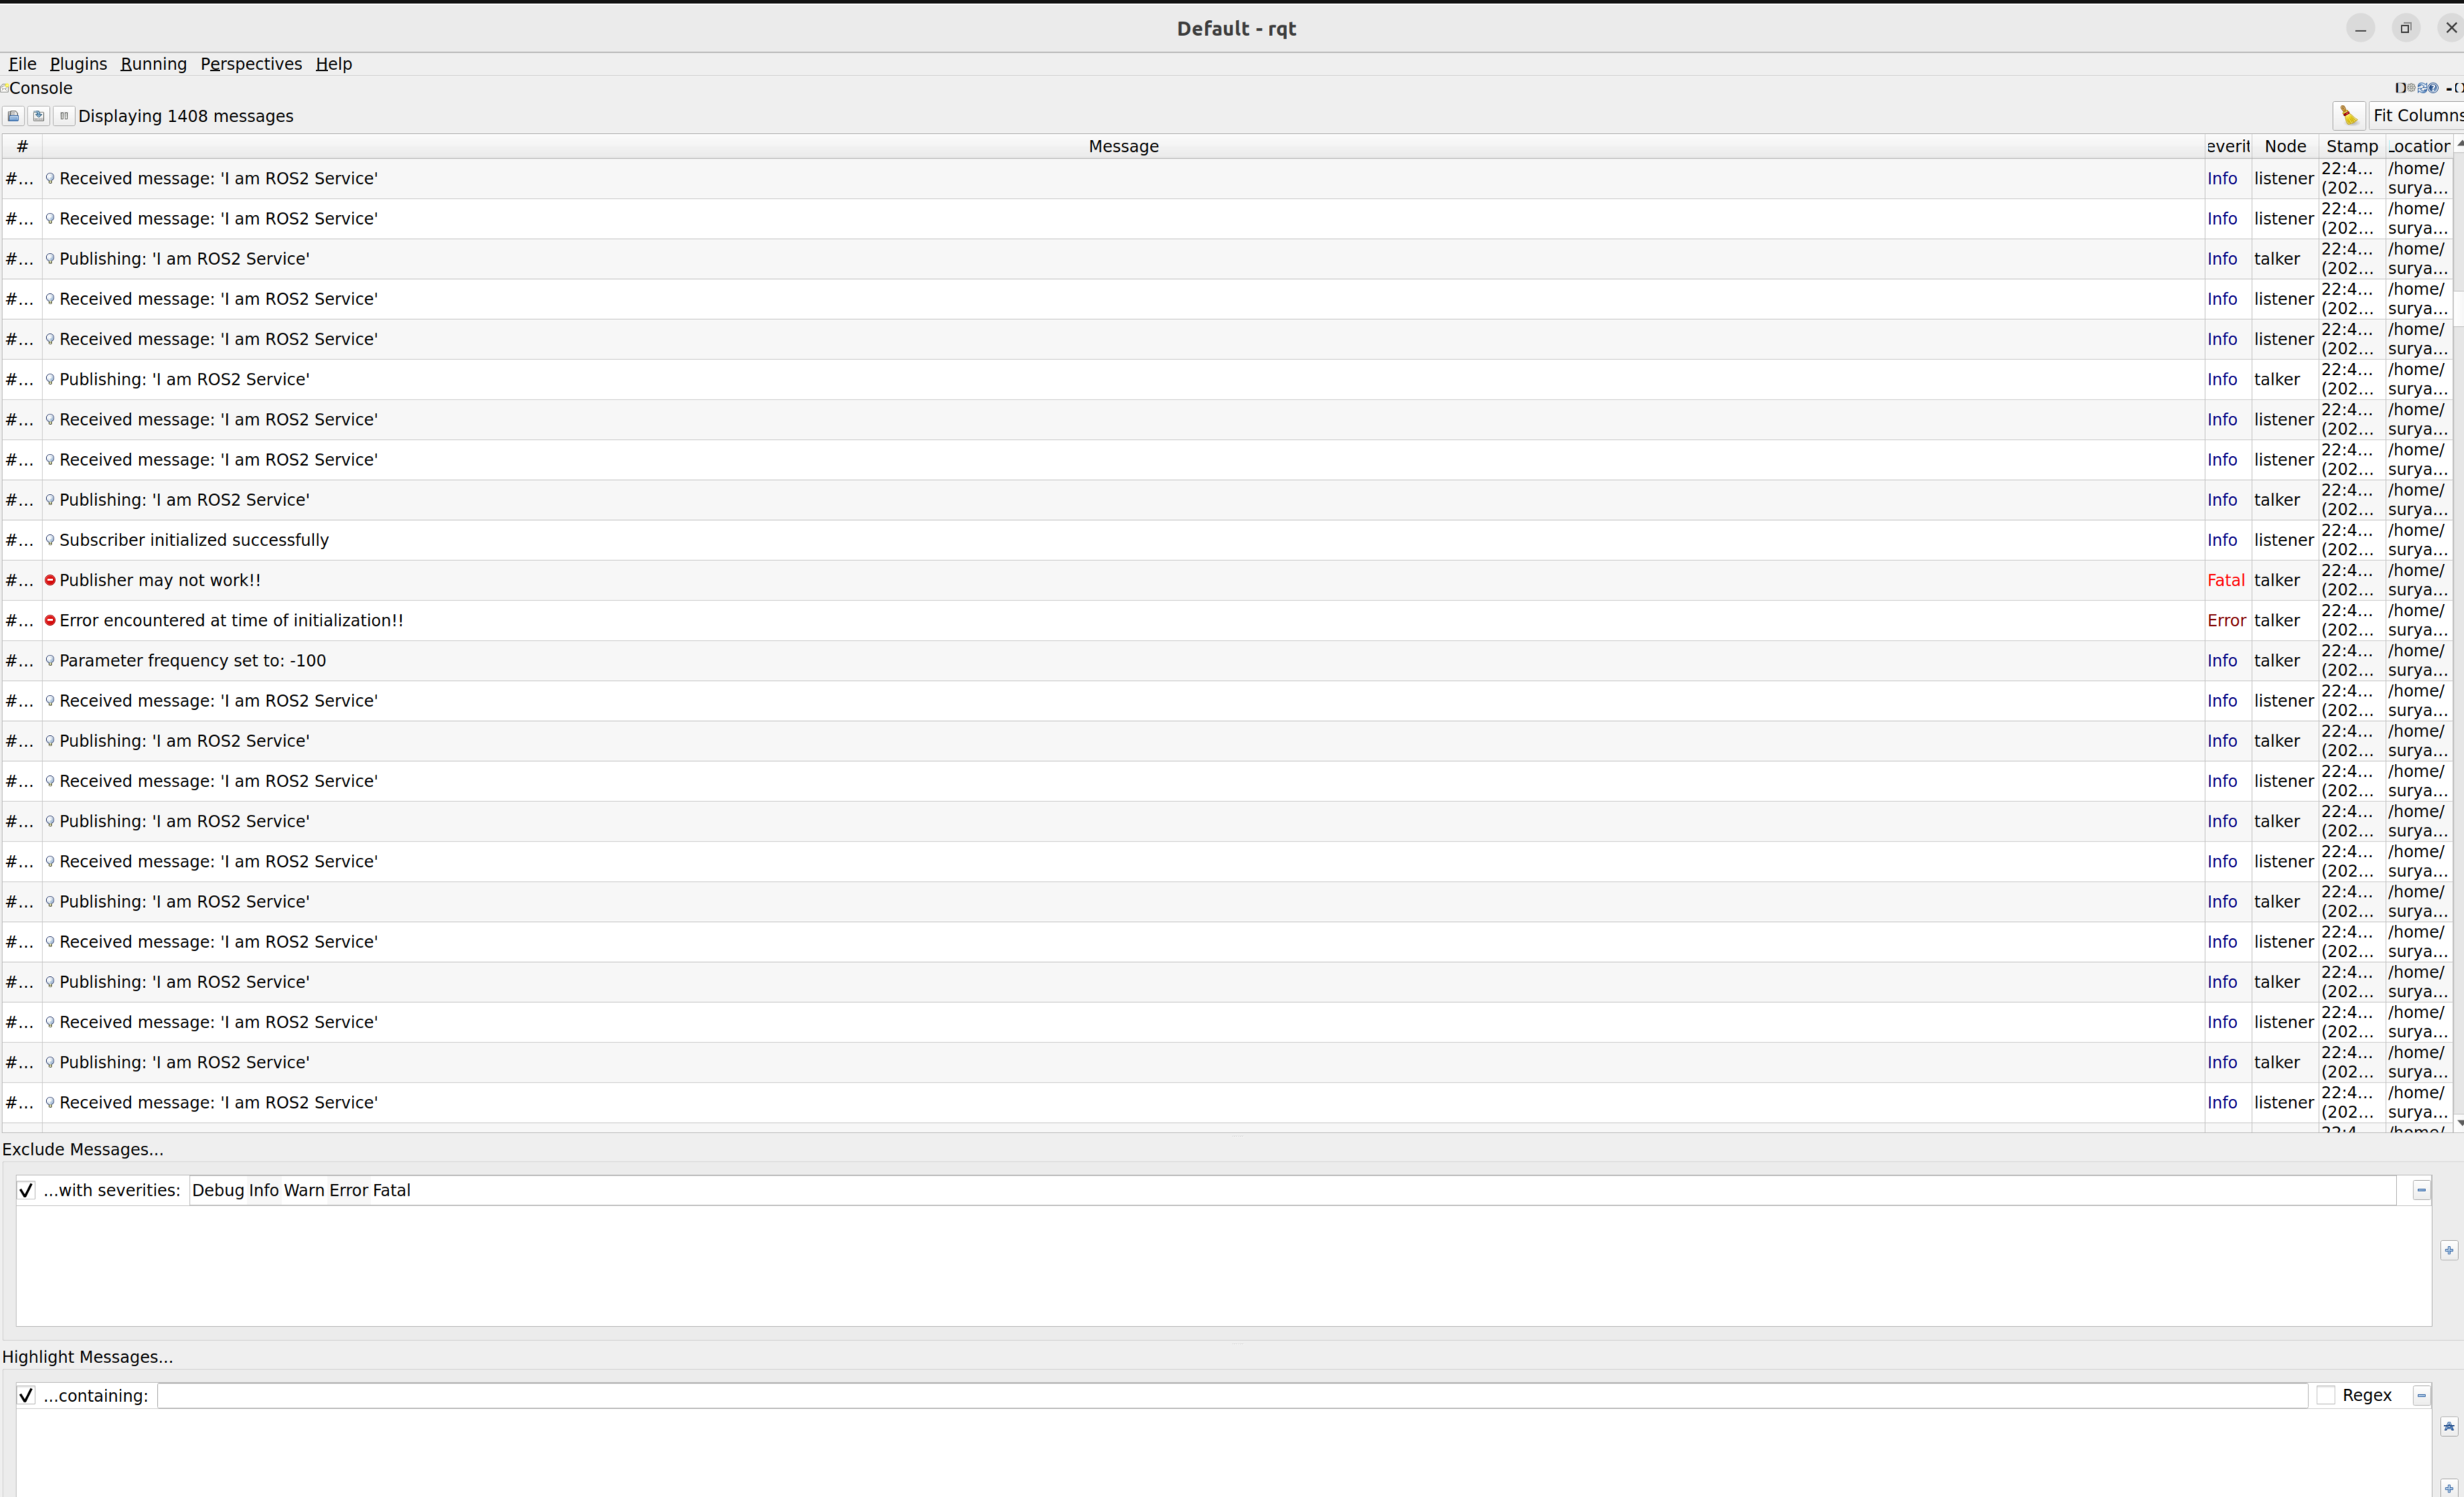 Default - rqt
File Plugins Running Perspectives Help
Console
Displaying 1408 messages
Fit Columns
# Message everit Node Stamp Location
#... Received message: 'I am ROS2 Service' Info listener 22:4... (202... /home/ surya...
#... Received message: 'I am ROS2 Service' Info listener 22:4... (202... /home/ surya...
#... Publishing: 'I am ROS2 Service' Info talker 22:4... (202... /home/ surya...
#... Received message: 'I am ROS2 Service' Info listener 22:4... (202... /home/ surya...
#... Received message: 'I am ROS2 Service' Info listener 22:4... (202... /home/ surya...
#... Publishing: 'I am ROS2 Service' Info talker 22:4... (202... /home/ surya...
#... Received message: 'I am ROS2 Service' Info listener 22:4... (202... /home/ surya...
#... Received message: 'I am ROS2 Service' Info listener 22:4... (202... /home/ surya...
#... Publishing: 'I am ROS2 Service' Info talker 22:4... (202... /home/ surya...
#... Subscriber initialized successfully Info listener 22:4... (202... /home/ surya...
#... Publisher may not work!! Fatal talker 22:4... (202... /home/ surya...
#... Error encountered at time of initialization!! Error talker 22:4... (202... /home/ surya...
#... Parameter frequency set to: -100 Info talker 22:4... (202... /home/ surya...
#... Received message: 'I am ROS2 Service' Info listener 22:4... (202... /home/ surya...
#... Publishing: 'I am ROS2 Service' Info talker 22:4... (202... /home/ surya...
#... Received message: 'I am ROS2 Service' Info listener 22:4... (202... /home/ surya...
#... Publishing: 'I am ROS2 Service' Info talker 22:4... (202... /home/ surya...
#... Received message: 'I am ROS2 Service' Info listener 22:4... (202... /home/ surya...
#... Publishing: 'I am ROS2 Service' Info talker 22:4... (202... /home/ surya...
#... Received message: 'I am ROS2 Service' Info listener 22:4... (202... /home/ surya...
#... Publishing: 'I am ROS2 Service' Info talker 22:4... (202... /home/ surya...
#... Received message: 'I am ROS2 Service' Info listener 22:4... (202... /home/ surya...
#... Publishing: 'I am ROS2 Service' Info talker 22:4... (202... /home/ surya...
#... Received message: 'I am ROS2 Service' Info listener 22:4... (202... /home/ surya...
Exclude Messages...
...with severities: Debug Info Warn Error Fatal
Highlight Messages...
...containing: Regex